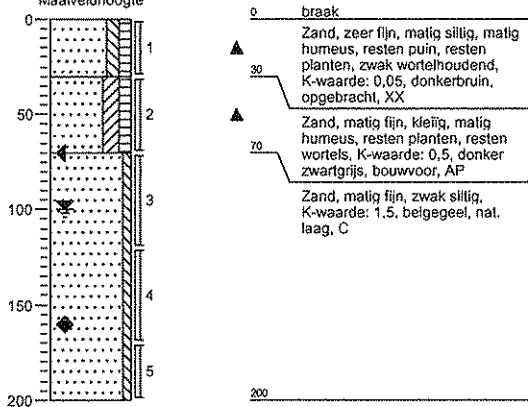 Maaiveldhoogte
0
50
100
150
200
1
2
3
4
5
0 braak
Zand, zeer fijn, matig siltig, matig
humeus, resten puin, resten
planten, zwak wortelhoudend,
K-waarde: 0,05, donkerbruin,
opgebracht, XX
30
Zand, matig fijn, kleiïg, matig
humeus, resten planten, resten
wortels, K-waarde: 0,5, donker
zwartgrijs, bouwvoor, AP
70
Zand, matig fijn, zwak siltig,
K-waarde: 1,5, beigegeel, nat.
laag, C
200